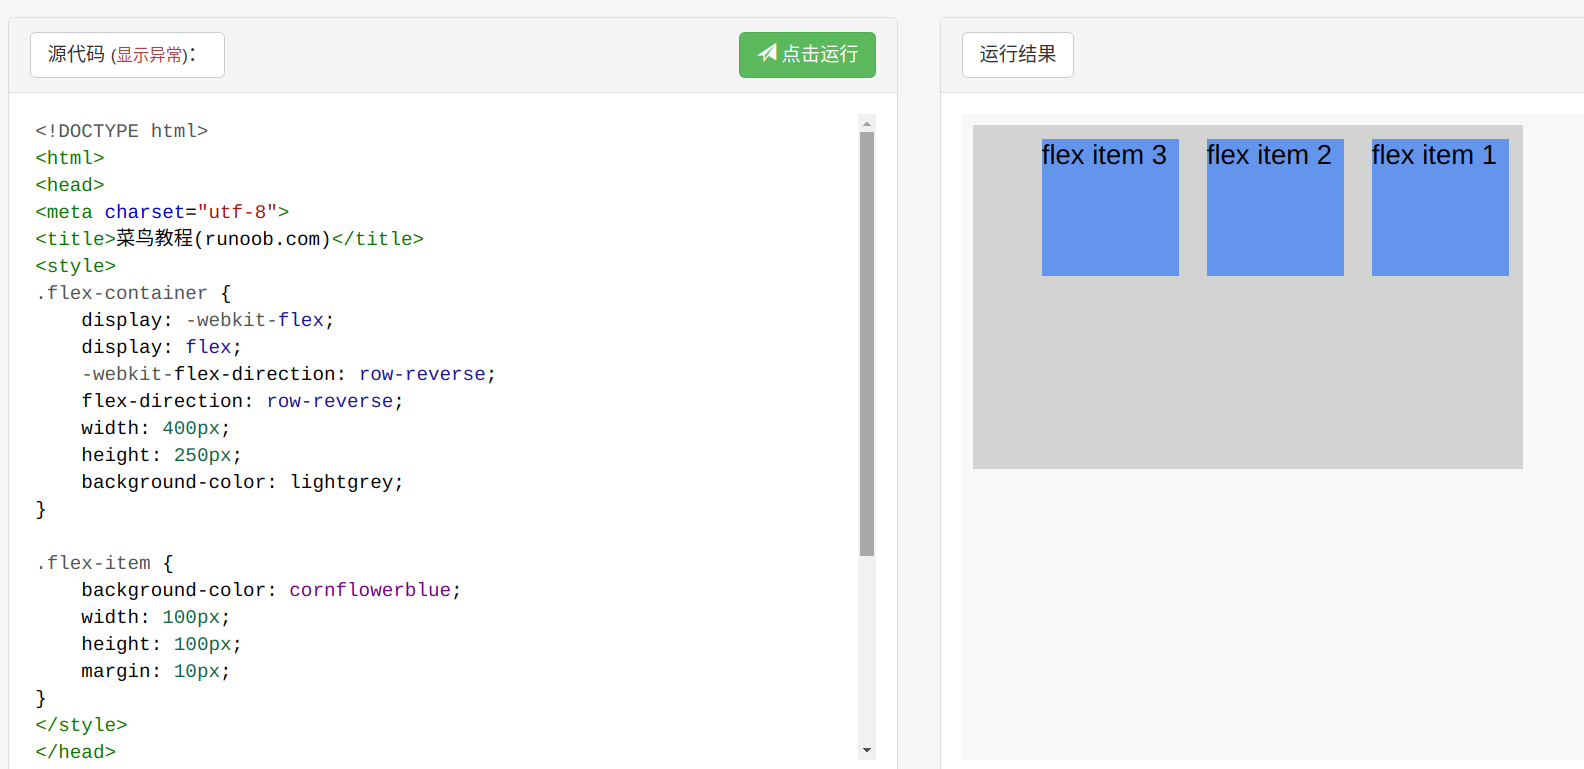 源代码 (显示异常)：
点击运行
<!DOCTYPE html>
<html>
<head>
<meta charset="utf-8">
<title>菜鸟教程(runoob.com)</title>
<style>
.flex-container {
    display: -webkit-flex;
    display: flex;
    -webkit-flex-direction: row-reverse;
    flex-direction: row-reverse;
    width: 400px;
    height: 250px;
    background-color: lightgrey;
}

.flex-item {
    background-color: cornflowerblue;
    width: 100px;
    height: 100px;
    margin: 10px;
}
</style>
</head>
运行结果
flex item 3 flex item 2 flex item 1